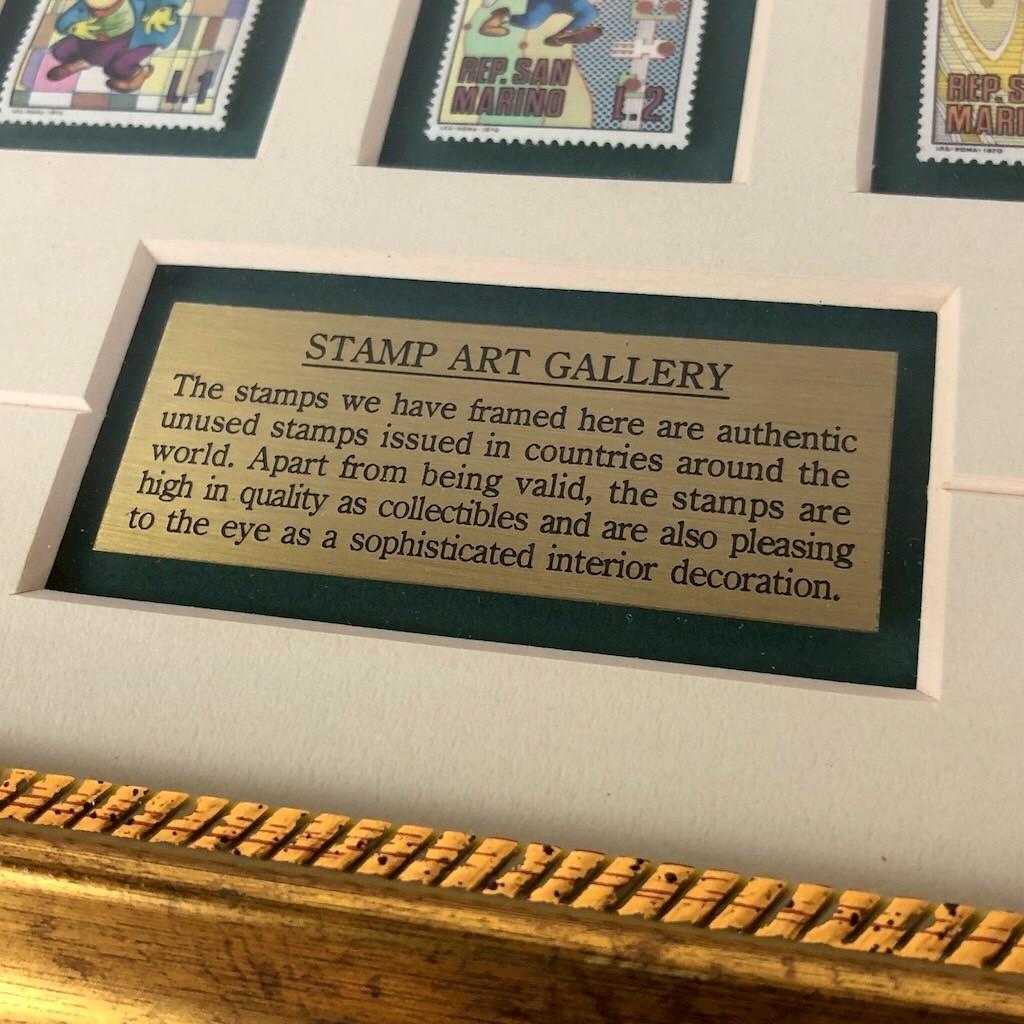 L.1
REP. SAN
MARINO
L.2
REP. S
MARI
STAMP ART GALLERY
The stamps we have framed here are authentic
unused stamps issued in countries around the
world. Apart from being valid, the stamps are
high in quality as collectibles and are also pleasing
to the eye as a sophisticated interior decoration.